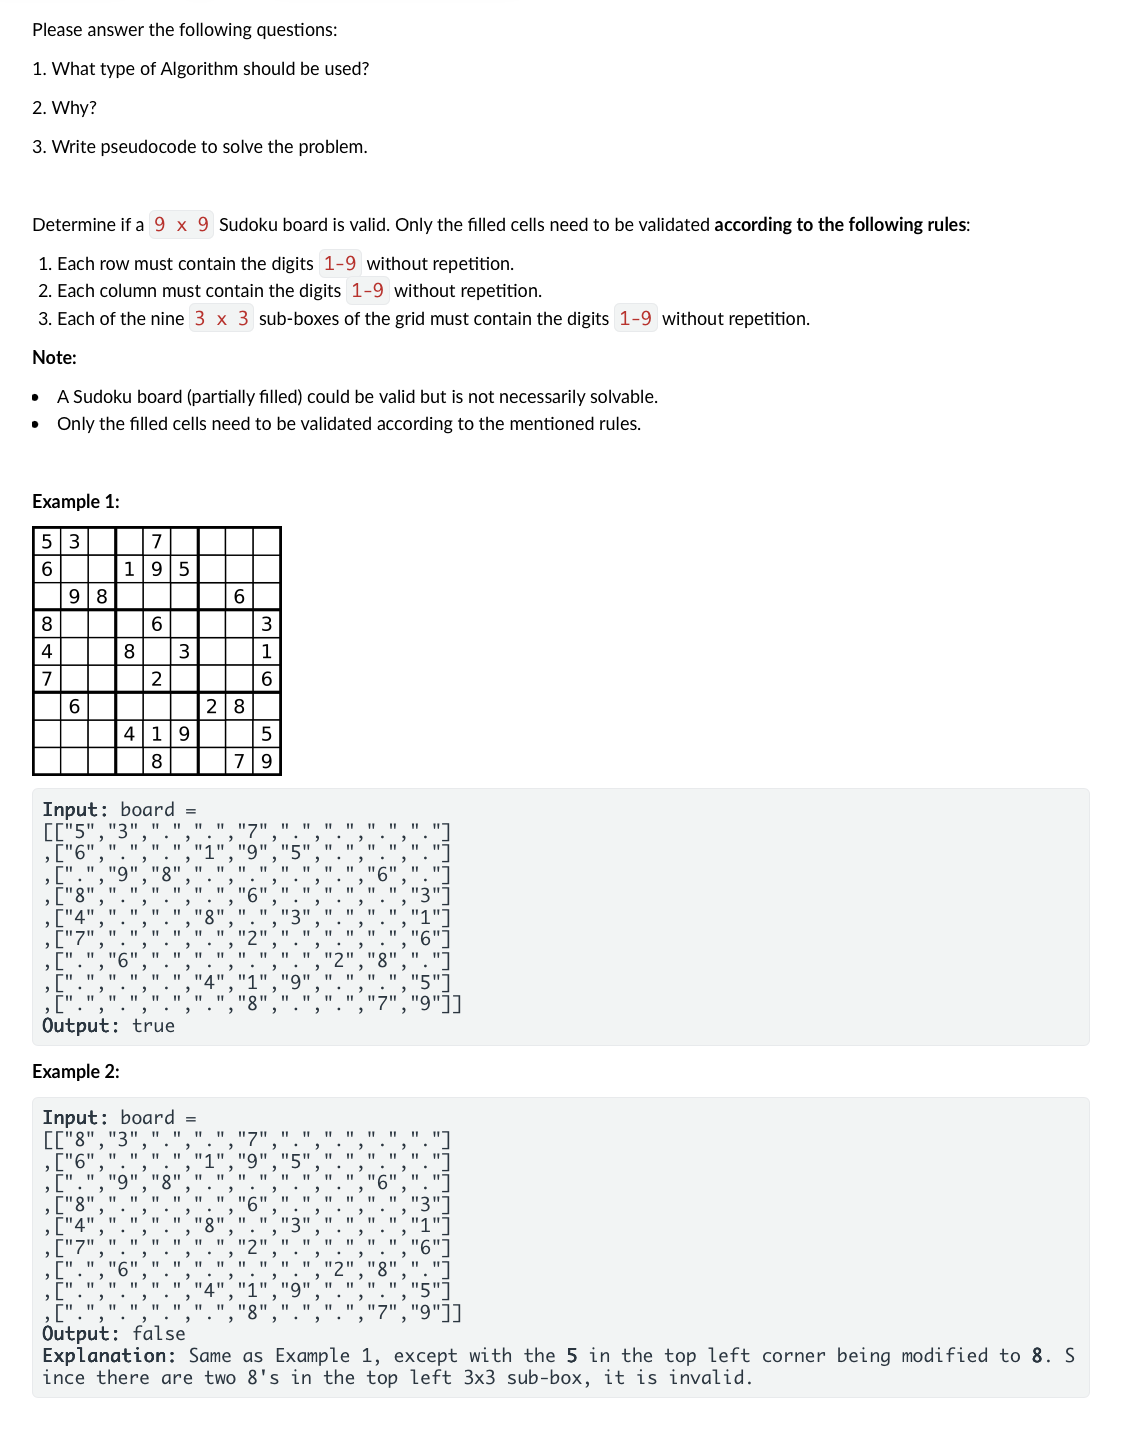 Please answer the following questions:
1. What type of Algorithm should be used?
2. Why?
3. Write pseudocode to solve the problem.
Determine if a 9 x 9 Sudoku board is valid. Only the filled cells need to be validated according to the following rules:
1. Each row must contain the digits 1-9 without repetition.
2. Each column must contain the digits 1-9 without repetition.
3. Each of the nine 3 x 3 sub-boxes of the grid must contain the digits 1-9 without repetition.
Note:
• A Sudoku board (partially filled) could be valid but is not necessarily solvable.
• Only the filled cells need to be validated according to the mentioned rules.
Example 1:
5 3 7
6 1 9 5
9 8 6
8 6 3
4 8 3 1
7 2 6
6 2 8
4 1 9 5
8 7 9
Input: board =
[["5","3",".",".","7",".",".",".","."]
,["6",".",".","1","9","5",".",".","."]
,[".","9","8",".",".",".",".","6","."]
,["8",".",".",".","6",".",".",".","3"]
,["4",".",".","8",".","3",".",".","1"]
,["7",".",".",".","2",".",".",".","6"]
,[".","6",".",".",".",".","2","8","."]
,[".",".",".","4","1","9",".",".","5"]
,[".",".",".",".","8",".",".","7","9"]]
Output: true
Example 2:
Input: board =
[["8","3",".",".","7",".",".",".","."]
,["6",".",".","1","9","5",".",".","."]
,[".","9","8",".",".",".",".","6","."]
,["8",".",".",".","6",".",".",".","3"]
,["4",".",".","8",".","3",".",".","1"]
,["7",".",".",".","2",".",".",".","6"]
,[".","6",".",".",".",".","2","8","."]
,[".",".",".","4","1","9",".",".","5"]
,[".",".",".",".","8",".",".","7","9"]]
Output: false
Explanation: Same as Example 1, except with the 5 in the top left corner being modified to 8. S
ince there are two 8's in the top left 3x3 sub-box, it is invalid.